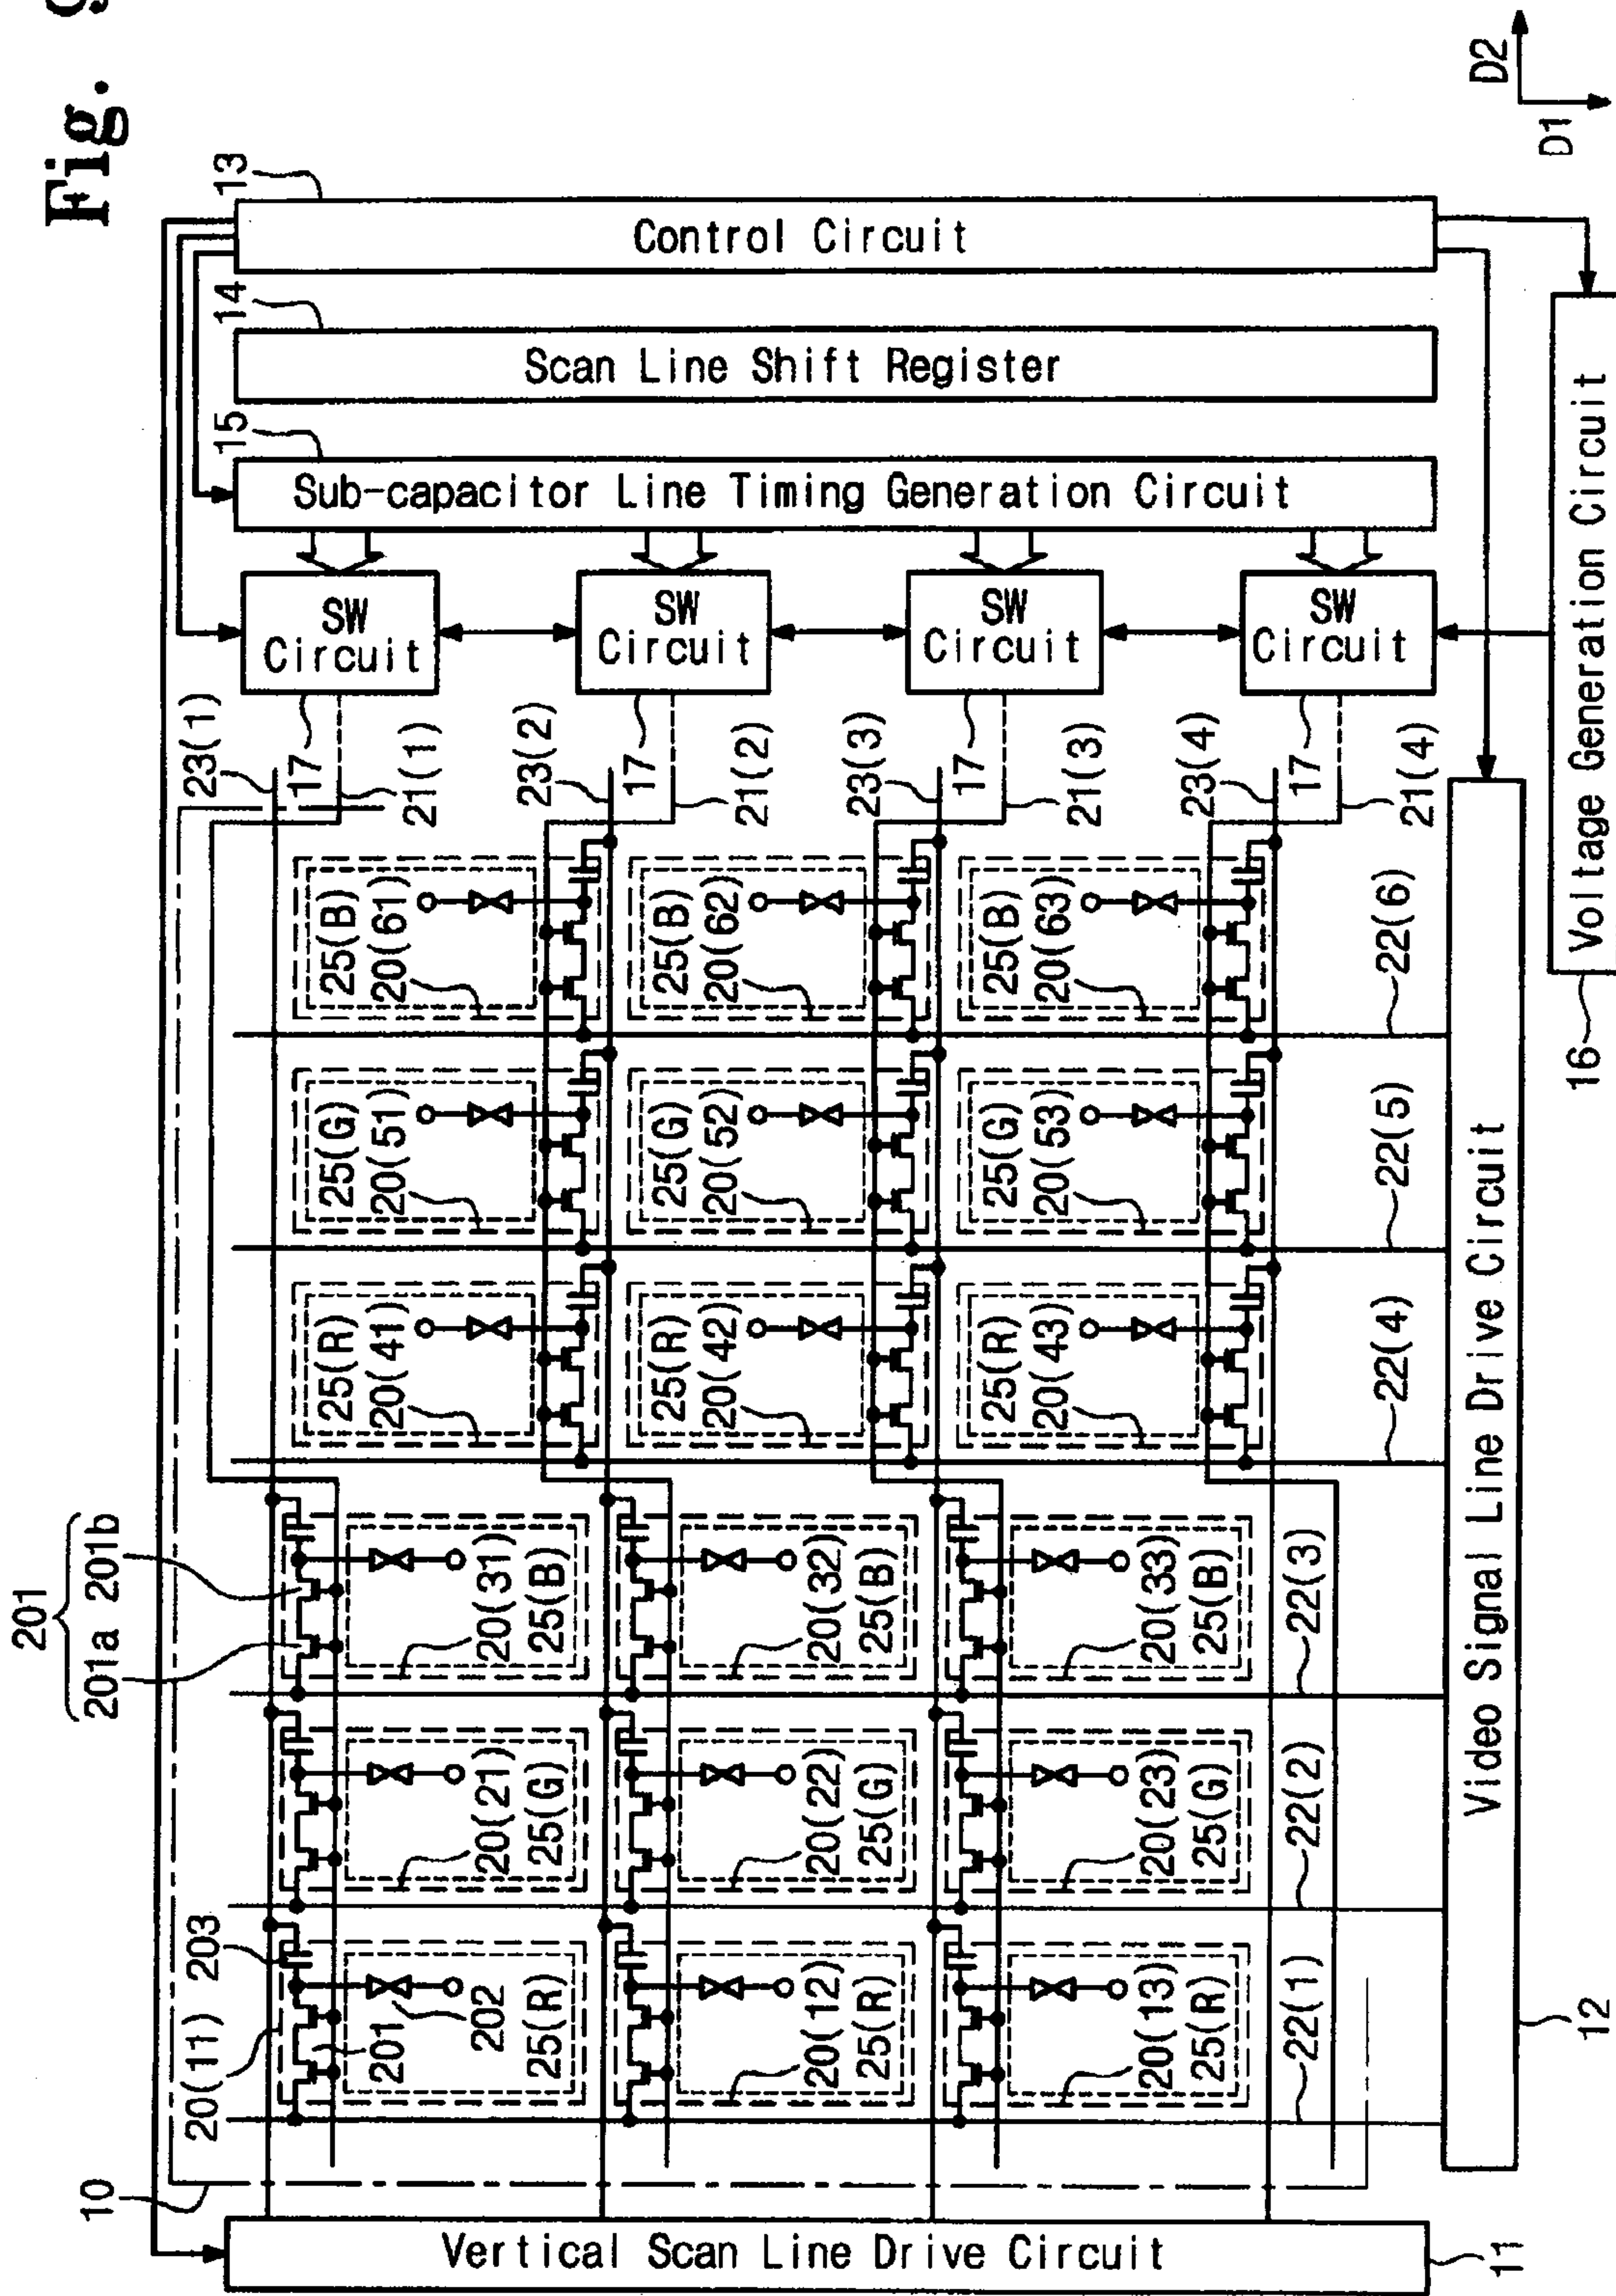 Fig. 9
201
201a 201b
10
20(11)
203
23(1)
17
21(1)
15
14
13
201
202
25(R)
20(21)
25(G)
20(31)
25(B)
25(R)
20(41)
25(G)
20(51)
25(B)
20(61)
SW
Circuit
23(2)
17
21(2)
20(12)
25(R)
20(22)
25(G)
20(32)
25(B)
25(R)
20(42)
25(G)
20(52)
25(B)
20(62)
SW
Circuit
23(3)
17
21(3)
20(13)
25(R)
20(23)
25(G)
20(33)
25(B)
25(R)
20(43)
25(G)
20(53)
25(B)
20(63)
SW
Circuit
23(4)
17
21(4)
SW
Circuit
22(1)
22(2)
22(3)
22(4)
22(5)
22(6)
Vertical Scan Line Drive Circuit
11
Sub-capacitor Line Timing Generation Circuit
Scan Line Shift Register
Control Circuit
Video Signal Line Drive Circuit
12
16
Voltage Generation Circuit
D2
D1